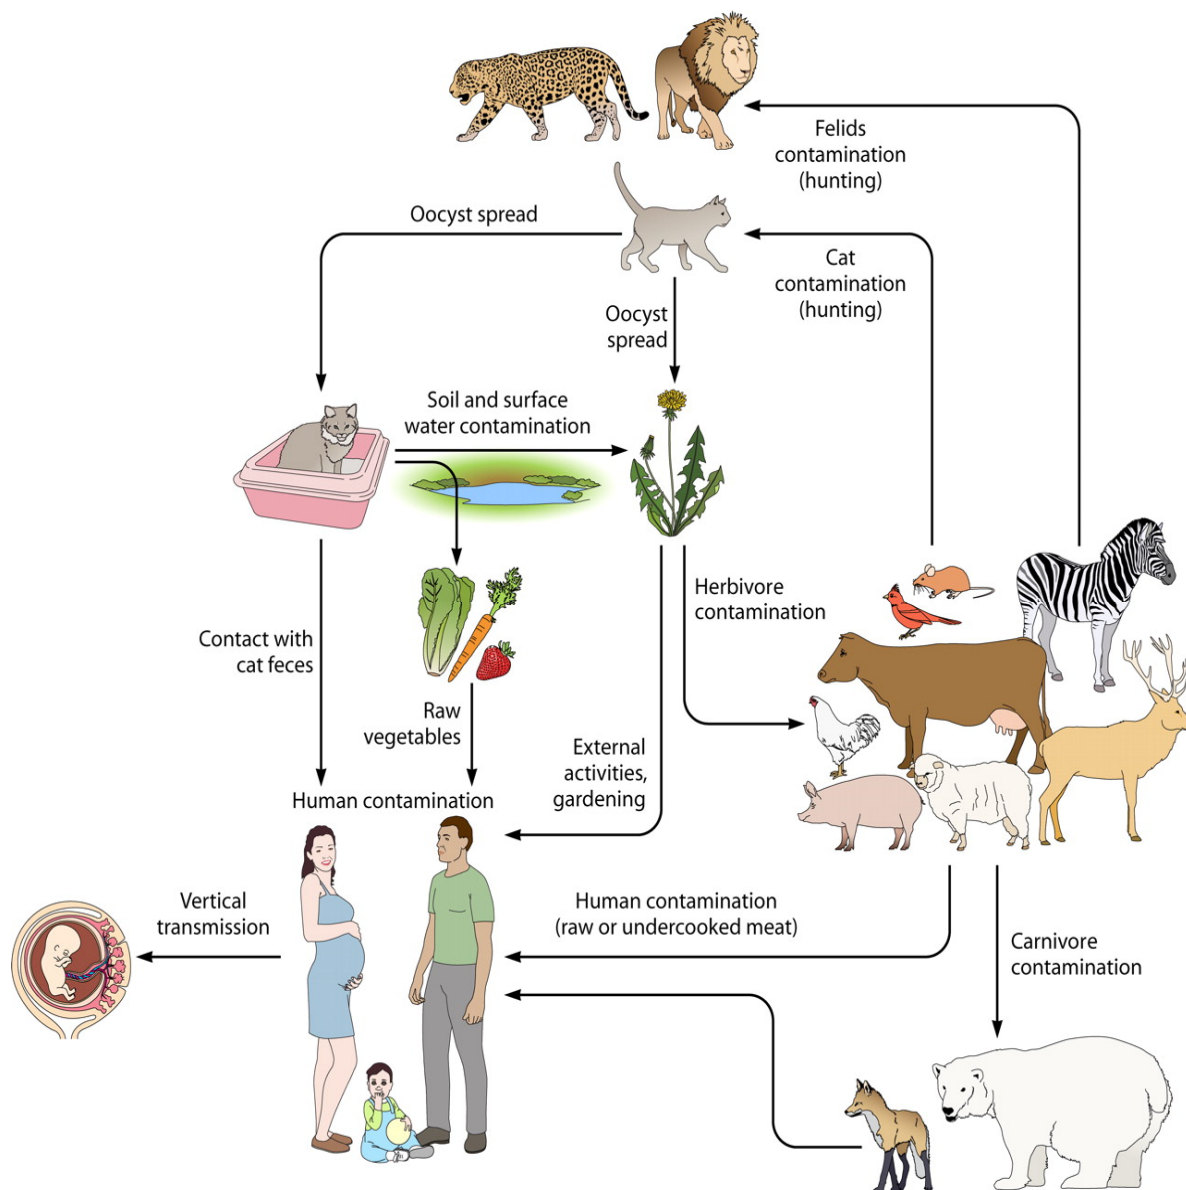 Felids
contamination
(hunting)
Oocyst spread
Cat
contamination
(hunting)
Oocyst
spread
Soil and surface
water contamination
Herbivore
contamination
Contact with
cat feces
Raw
vegetables
External
activities,
gardening
Human contamination
Vertical
transmission
Human contamination
(raw or undercooked meat)
Carnivore
contamination